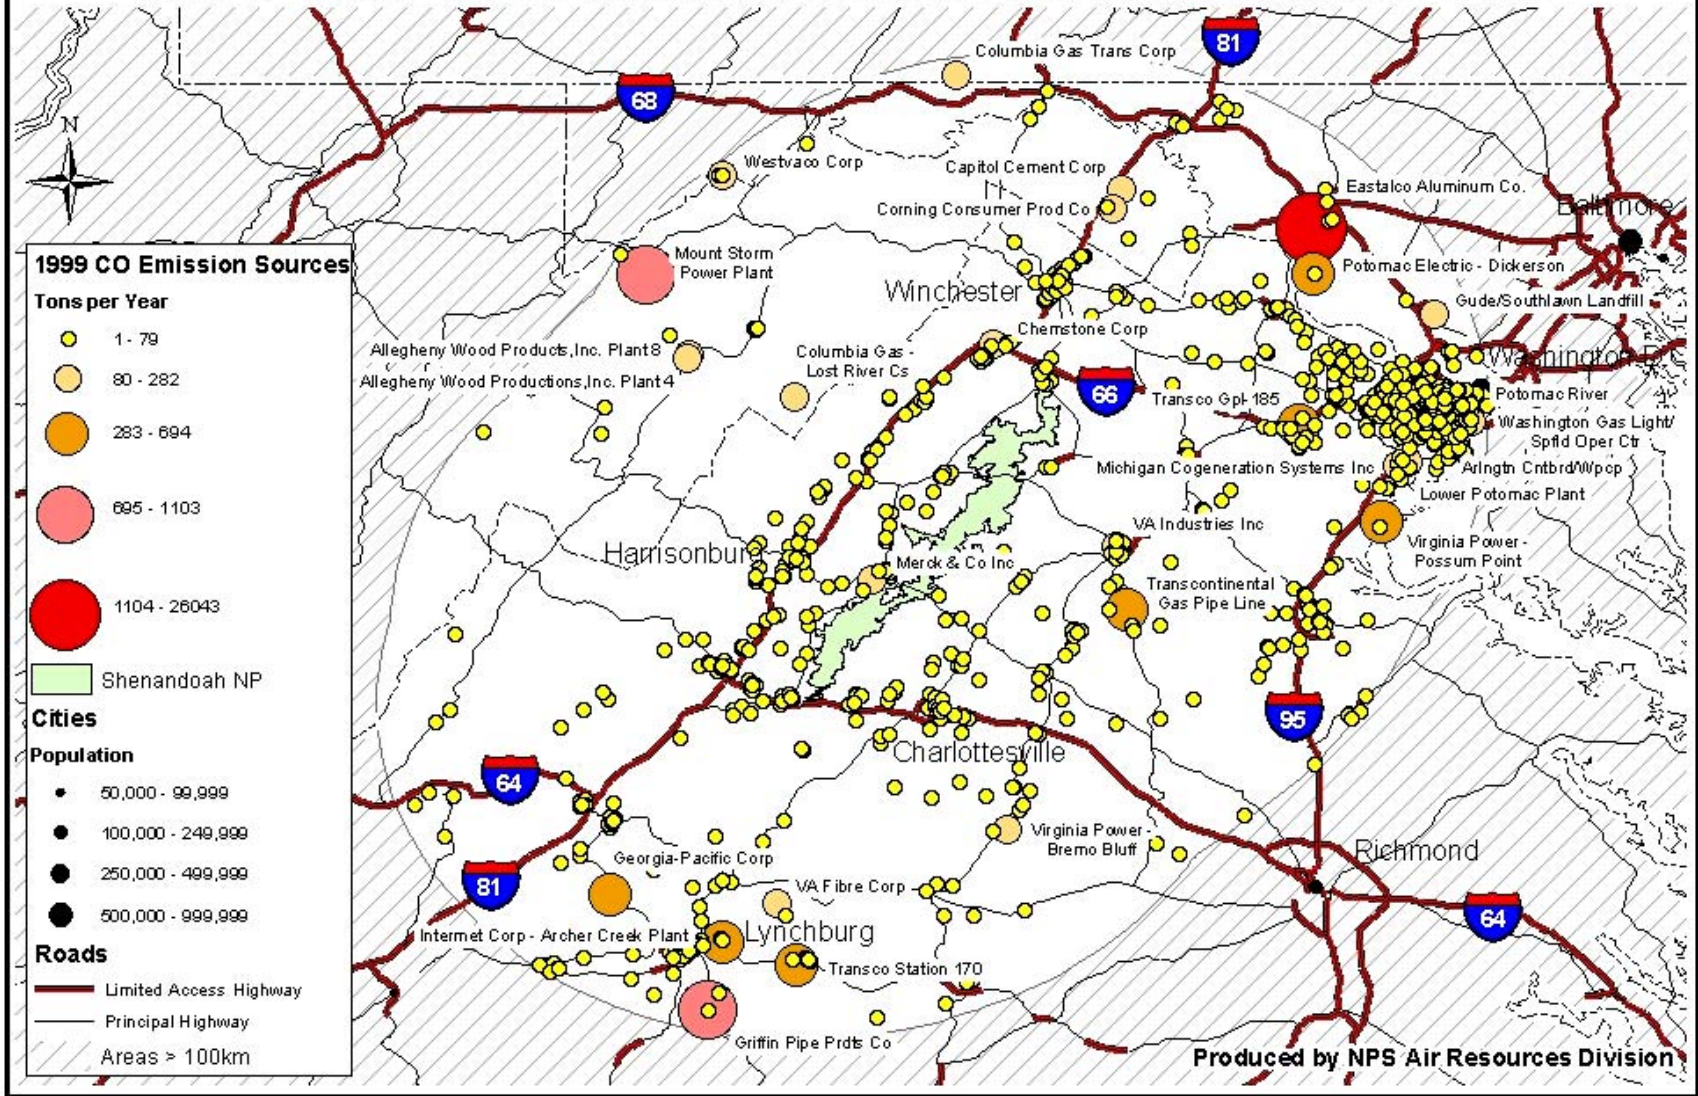 Columbia Gas Trans Corp
81
68
N
Westvaco Corp
Capitol Cement Corp
Eastalco Aluminum Co.
Corning Consumer Prod Co
Baltimore
1999 CO Emission Sources
Tons per Year
1 - 79
80 - 282
283 - 694
695 - 1103
1104 - 26043
Shenandoah NP
Cities
Population
50,000 - 99,999
100,000 - 249,999
250,000 - 499,999
500,000 - 999,999
Roads
Limited Access Highway
Principal Highway
Areas > 100km
Mount Storm
Power Plant
Potomac Electric - Dickerson
Winchester
Gude/Southlawn Landfill
Chemstone Corp
Allegheny Wood Products,Inc. Plant 8
Columbia Gas -
Lost River Cs
Allegheny Wood Productions,Inc. Plant 4
Washington D
66
Transco Gpl-185
Potomac River
Washington Gas Light/
Spfld Oper Ctr
Michigan Cogeneration Systems Inc
Arlngtn Cntbrd/Wpcp
Lower Potomac Plant
VA Industries Inc
Virginia Power -
Possum Point
Harrisonburg
Merck & Co Inc
Transcontinental
Gas Pipe Line
95
Charlottesville
64
Virginia Power -
Bremo Bluff
Richmond
Georgia-Pacific Corp
81
VA Fibre Corp
64
Internet Corp - Archer Creek Plant
Lynchburg
Transco Station 170
Griffin Pipe Prdts Co
Produced by NPS Air Resources Division